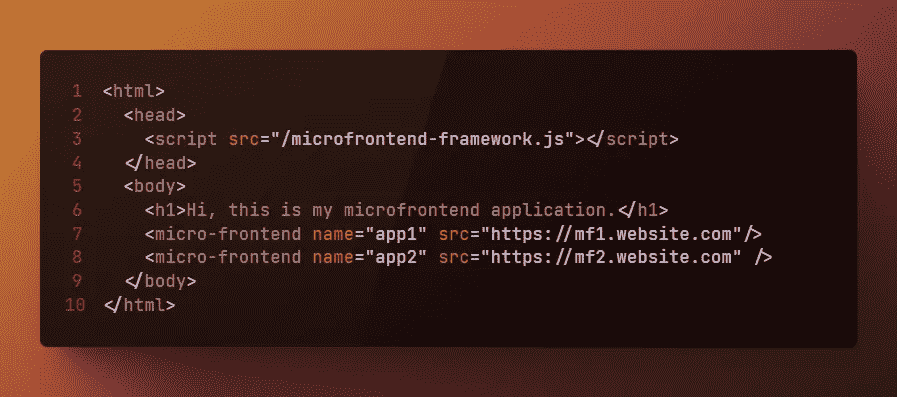 1 <html>
2   <head>
3     <script src="/microfrontend-framework.js"></script>
4   </head>
5   <body>
6     <h1>Hi, this is my microfrontend application.</h1>
7     <micro-frontend name="app1" src="https://mf1.website.com"/>
8     <micro-frontend name="app2" src="https://mf2.website.com" />
9   </body>
10 </html>